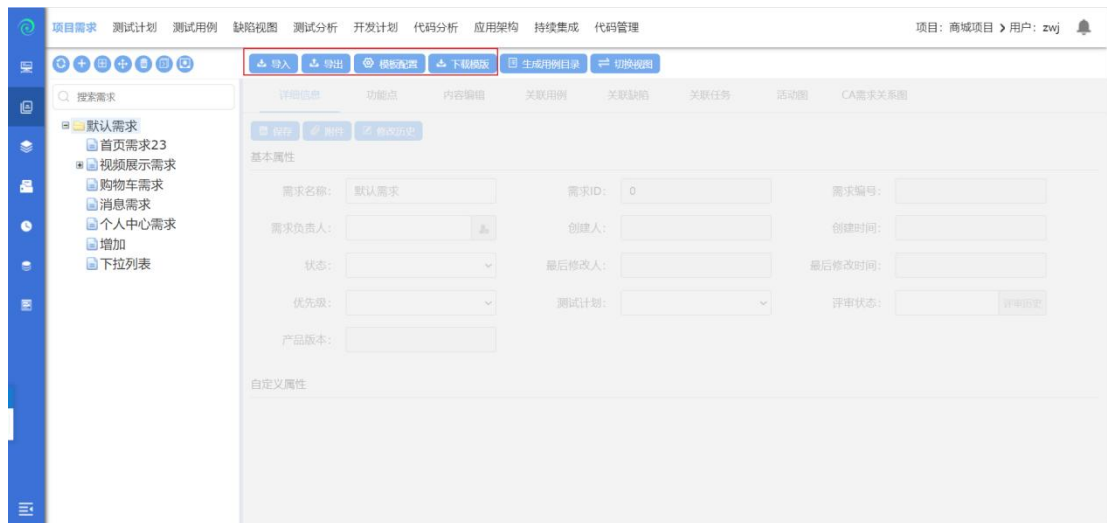 项目需求 测试计划 测试用例 缺陷视图 测试分析 开发计划 代码分析 应用架构 持续集成 代码管理 项目：商城项目 用户：zwj
导入 导出 模板配置 下载模版 生成用例目录 切换视图
搜索需求
默认需求
首页需求23
视频展示需求
购物车需求
消息需求
个人中心需求
增加
下拉列表
详细信息 功能点 内容编辑 关联用例 关联缺陷 关联任务 活动图 CA需求关系图
保存 附件 修改历史
基本属性
需求名称： 默认需求 需求ID： 0 需求编号：
需求负责人： 创建人： 创建时间：
状态： 最后修改人： 最后修改时间：
优先级： 测试计划： 评审状态： 评审历史
产品版本：
自定义属性